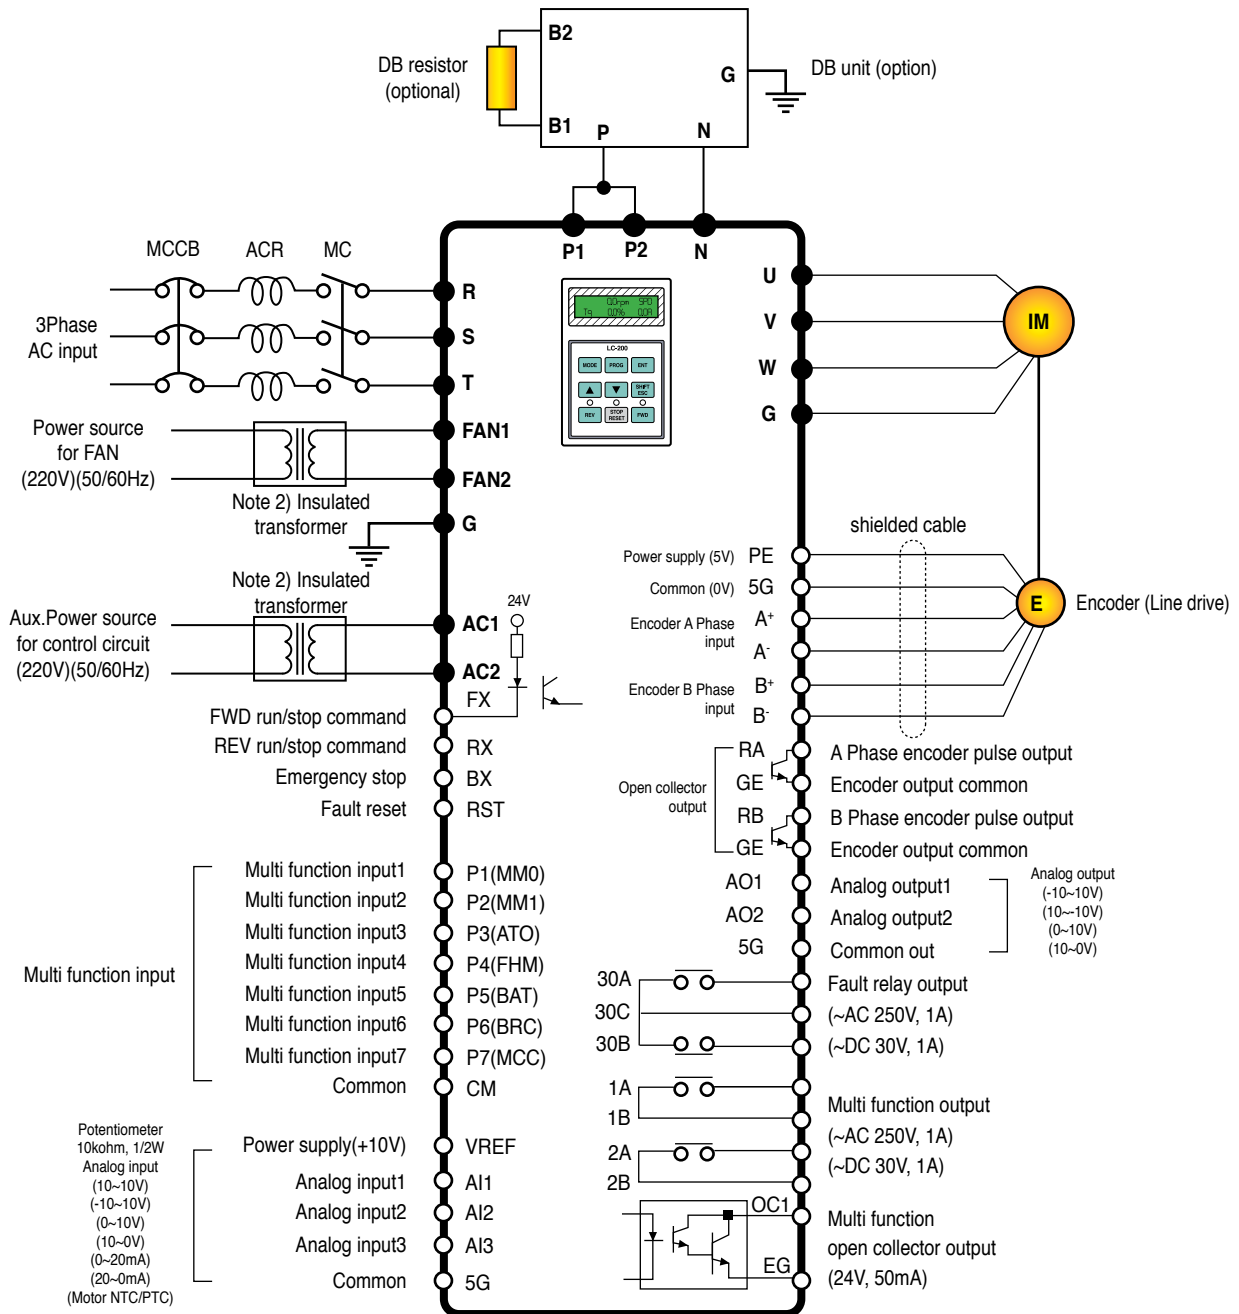 B2
DB resistor
(optional)
G
DB unit (option)
B1
P
N
P1
P2
N
MCCB
ACR
MC
R
3Phase
AC input
S
T
Power source
for FAN
(220V)(50/60Hz)
FAN1
FAN2
Note 2) Insulated
transformer
G
Note 2) Insulated
transformer
Aux.Power source
for control circuit
(220V)(50/60Hz)
24V
AC1
AC2
FX
FWD run/stop command
REV run/stop command
RX
Emergency stop
BX
Fault reset
RST
Multi function input
Multi function input1
P1(MM0)
Multi function input2
P2(MM1)
Multi function input3
P3(ATO)
Multi function input4
P4(FHM)
Multi function input5
P5(BAT)
Multi function input6
P6(BRC)
Multi function input7
P7(MCC)
Common
CM
Potentiometer
10kohm, 1/2W
Analog input
(10~10V)
(-10~10V)
(0~10V)
(10~0V)
(0~20mA)
(20~0mA)
(Motor NTC/PTC)
Power supply(+10V)
VREF
Analog input1
AI1
Analog input2
AI2
Analog input3
AI3
Common
5G
0.0rpm SPD
Tq 0.0% 0.0A
LC-200
MODE
PROG
ENT
SHIFT
ESC
REV
STOP
RESET
FWD
U
V
W
G
IM
shielded cable
Power supply (5V)
PE
Common (0V)
5G
Encoder A Phase
input
A+
A-
Encoder B Phase
input
B+
B-
E
Encoder (Line drive)
Open collector
output
RA
A Phase encoder pulse output
GE
Encoder output common
RB
B Phase encoder pulse output
GE
Encoder output common
AO1
Analog output1
AO2
Analog output2
5G
Common out
Analog output
(-10~10V)
(10~-10V)
(0~10V)
(10~0V)
30A
Fault relay output
30C
(~AC 250V, 1A)
30B
(~DC 30V, 1A)
1A
1B
Multi function output
(~AC 250V, 1A)
2A
(~DC 30V, 1A)
2B
OC1
Multi function
open collector output
EG
(24V, 50mA)